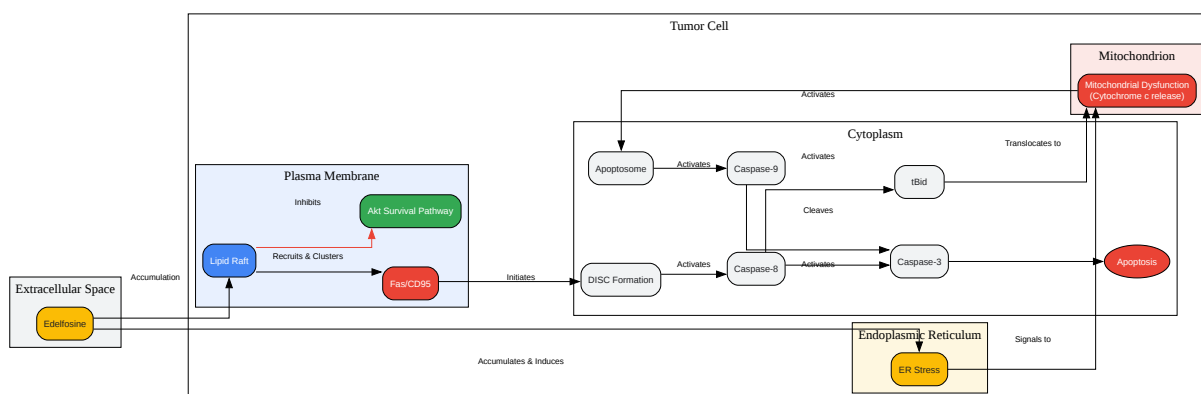 Tumor Cell
Mitochondrion
Mitochondrial Dysfunction
(Cytochrome c release)
Activates
Cytoplasm
Translocates to
Apoptosome
Activates
Caspase-9
Activates
tBid
Cleaves
Plasma Membrane
Inhibits
Akt Survival Pathway
Lipid Raft
Recruits & Clusters
Fas/CD95
Initiates
DISC Formation
Activates
Caspase-8
Activates
Caspase-3
Apoptosis
Accumulation
Extracellular Space
Edelfosine
Endoplasmic Reticulum
ER Stress
Signals to
Accumulates & Induces